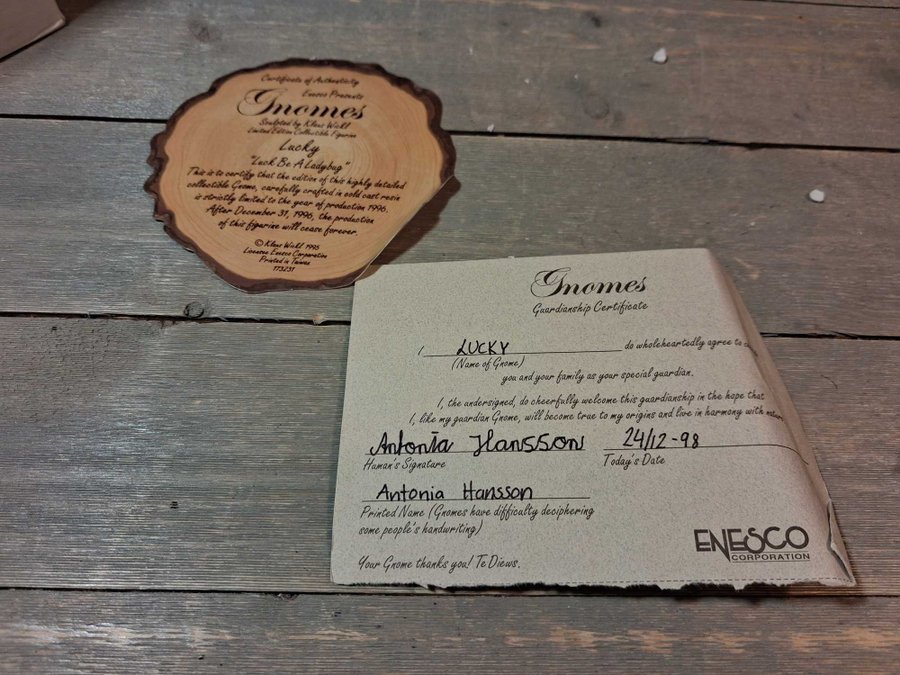 Certificate of Authenticity
Enesco Presents
Gnomes
Sculpted by Klaus Wickl
Limited Edition Collectible Figurine
Lucky
"Luck Be A Ladybug"
This is to certify that the edition of this highly detailed
collectible Gnome, carefully crafted in cold cast resin
is strictly limited to the year of production 1996.
After December 31, 1996, the production
of this figurine will cease forever.
© Klaus Wickl 1995
Licensee Enesco Corporation
Printed in Taiwan
173231
Gnomes
Guardianship Certificate
I LUCKY do wholeheartedly agree to
(Name of Gnome)
you and your family as your special guardian.
I, the undersigned, do cheerfully welcome this guardianship in the hope that
I, like my guardian Gnome, will become true to my origins and live in harmony with
Antonia Hansson 24/12-98
Human's Signature Today's Date
Antonia Hansson
Printed Name (Gnomes have difficulty deciphering
some people's handwriting)
ENESCO
CORPORATION
Your Gnome thanks you! Te Diews.